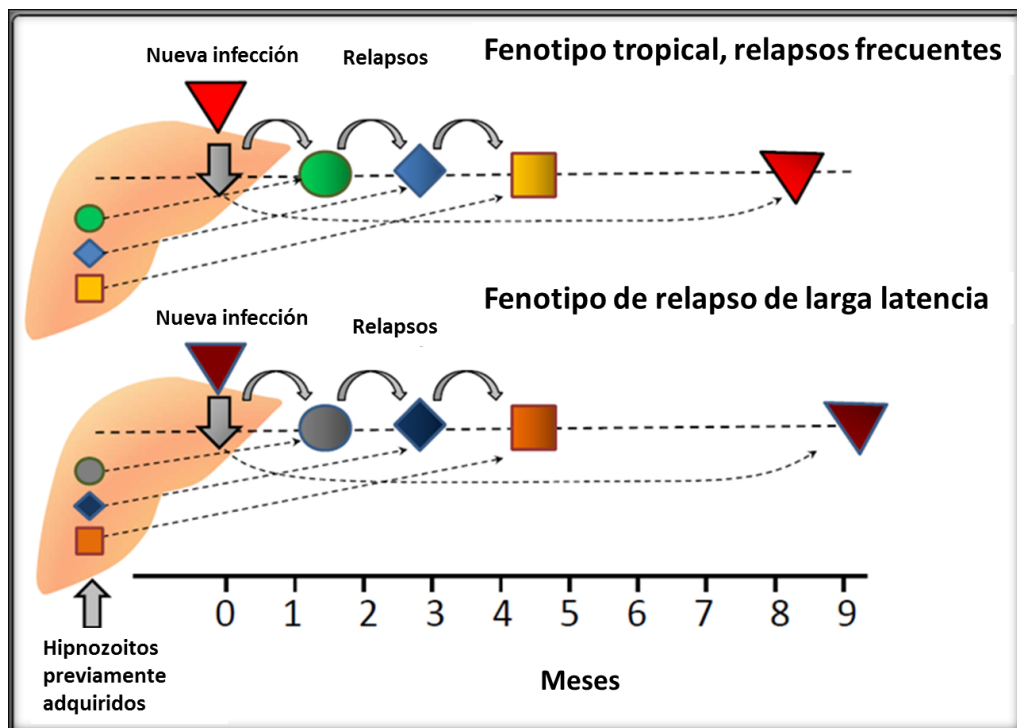 Nueva infección
Relapsos
Fenotipo tropical, relapsos frecuentes
Fenotipo de relapso de larga latencia
Nueva infección
Relapsos
0 1 2 3 4 5 6 7 8 9
Hipnozoitos
previamente
adquiridos
Meses